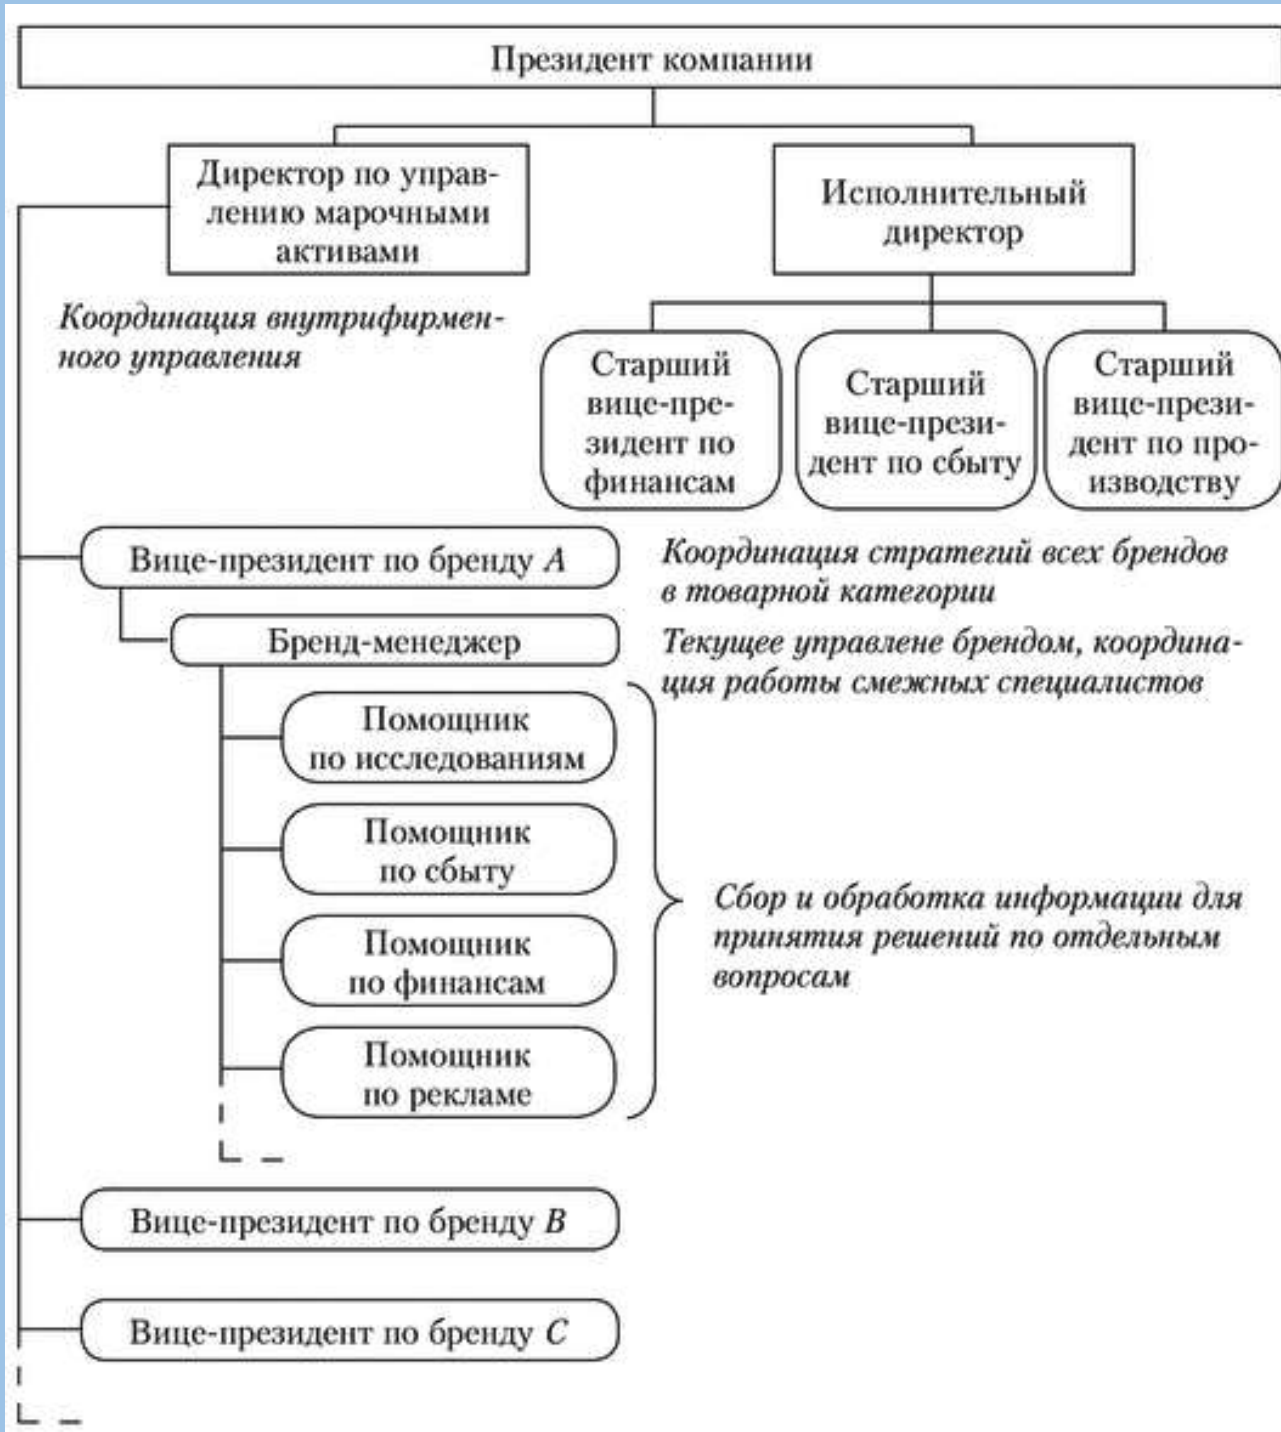 Президент компании
Директор по управ-
лению марочными
активами
Исполнительный
директор
Координация внутрифирмен-
ного управления
Старший
вице-пре-
зидент по
финансам
Старший
вице-прези-
дент по сбыту
Старший
вице-прези-
дент по про-
изводству
Вице-президент по бренду A
Координация стратегий всех брендов
в товарной категории
Бренд-менеджер
Текущее управлене брендом, координа-
ция работы смежных специалистов
Помощник
по исследованиям
Помощник
по сбыту
Помощник
по финансам
Помощник
по рекламе
Сбор и обработка информации для
принятия решений по отдельным
вопросам
Вице-президент по бренду B
Вице-президент по бренду C